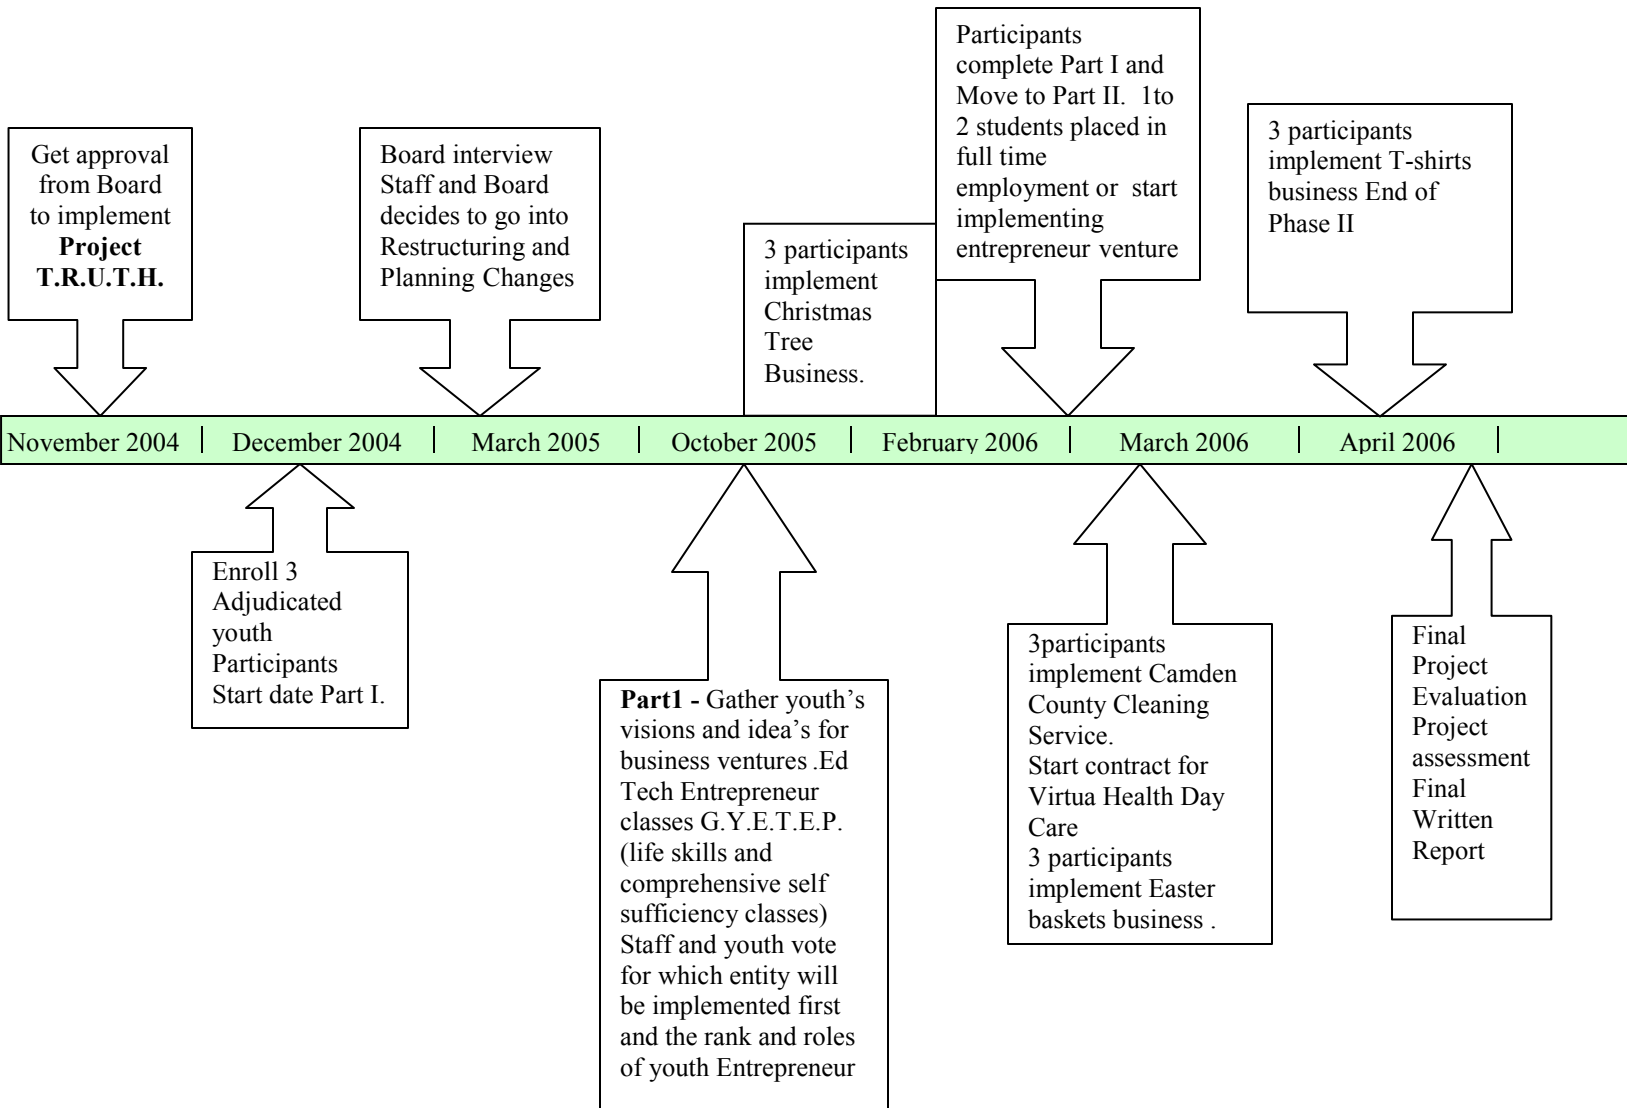 Get approval
from Board
to implement
Project
T.R.U.T.H.
Board interview
Staff and Board
decides to go into
Restructuring and
Planning Changes
3 participants
implement
Christmas
Tree
Business.
Participants
complete Part I and
Move to Part II.  1to
2 students placed in
full time
employment or  start
implementing
entrepreneur venture
3 participants
implement T-shirts
business End of
Phase II
November 2004 | December 2004 | March 2005 | October 2005 | February 2006 | March 2006 | April 2006 |
Enroll 3
Adjudicated
youth
Participants
Start date Part I.
Part1 - Gather youth’s
visions and idea’s for
business ventures .Ed
Tech Entrepreneur
classes G.Y.E.T.E.P.
(life skills and
comprehensive self
sufficiency classes)
Staff and youth vote
for which entity will
be implemented first
and the rank and roles
of youth Entrepreneur
3participants
implement Camden
County Cleaning
Service.
Start contract for
Virtua Health Day
Care
3 participants
implement Easter
baskets business .
Final
Project
Evaluation
Project
assessment
Final
Written
Report